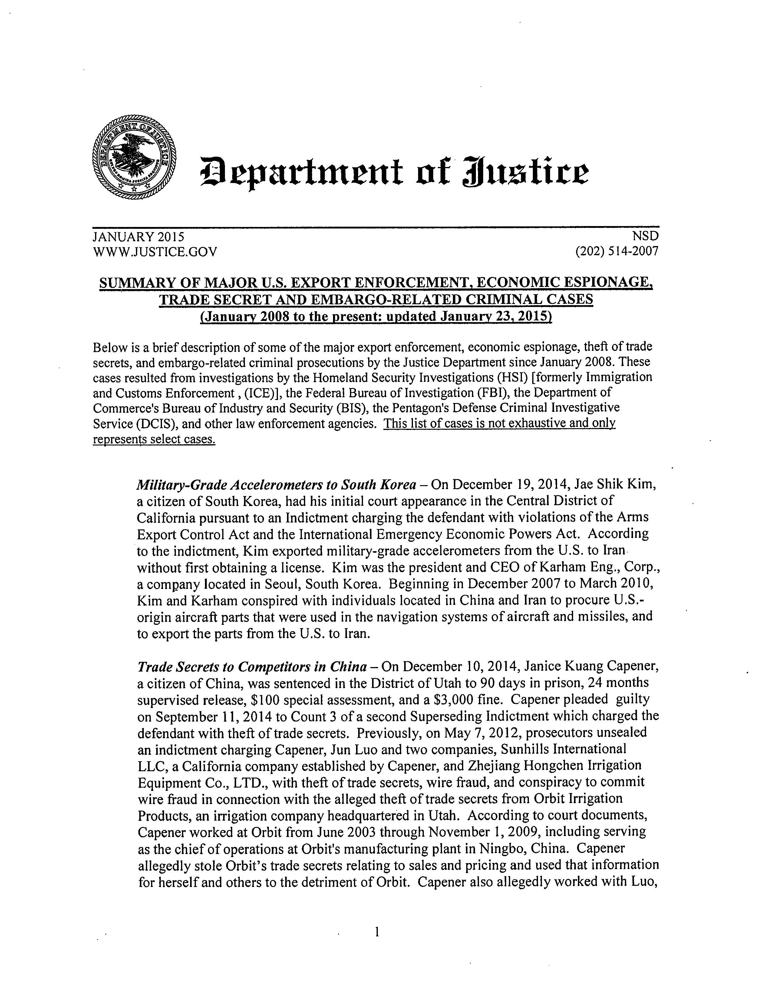 DEPARTMENT OF JUSTICE
QUI PRO DOMINA JUSTITIA SEQUITUR
Department of Justice
JANUARY 2015 NSD
WWW.JUSTICE.GOV (202) 514-2007
SUMMARY OF MAJOR U.S. EXPORT ENFORCEMENT, ECONOMIC ESPIONAGE,
TRADE SECRET AND EMBARGO-RELATED CRIMINAL CASES
(January 2008 to the present: updated January 23, 2015)
Below is a brief description of some of the major export enforcement, economic espionage, theft of trade
secrets, and embargo-related criminal prosecutions by the Justice Department since January 2008. These
cases resulted from investigations by the Homeland Security Investigations (HSI) [formerly Immigration
and Customs Enforcement , (ICE)], the Federal Bureau of Investigation (FBI), the Department of
Commerce's Bureau of Industry and Security (BIS), the Pentagon's Defense Criminal Investigative
Service (DCIS), and other law enforcement agencies. This list of cases is not exhaustive and only
represents select cases.
Military-Grade Accelerometers to South Korea – On December 19, 2014, Jae Shik Kim,
a citizen of South Korea, had his initial court appearance in the Central District of
California pursuant to an Indictment charging the defendant with violations of the Arms
Export Control Act and the International Emergency Economic Powers Act. According
to the indictment, Kim exported military-grade accelerometers from the U.S. to Iran
without first obtaining a license. Kim was the president and CEO of Karham Eng., Corp.,
a company located in Seoul, South Korea. Beginning in December 2007 to March 2010,
Kim and Karham conspired with individuals located in China and Iran to procure U.S.-
origin aircraft parts that were used in the navigation systems of aircraft and missiles, and
to export the parts from the U.S. to Iran.
Trade Secrets to Competitors in China – On December 10, 2014, Janice Kuang Capener,
a citizen of China, was sentenced in the District of Utah to 90 days in prison, 24 months
supervised release, $100 special assessment, and a $3,000 fine. Capener pleaded guilty
on September 11, 2014 to Count 3 of a second Superseding Indictment which charged the
defendant with theft of trade secrets. Previously, on May 7, 2012, prosecutors unsealed
an indictment charging Capener, Jun Luo and two companies, Sunhills International
LLC, a California company established by Capener, and Zhejiang Hongchen Irrigation
Equipment Co., LTD., with theft of trade secrets, wire fraud, and conspiracy to commit
wire fraud in connection with the alleged theft of trade secrets from Orbit Irrigation
Products, an irrigation company headquartered in Utah. According to court documents,
Capener worked at Orbit from June 2003 through November 1, 2009, including serving
as the chief of operations at Orbit's manufacturing plant in Ningbo, China. Capener
allegedly stole Orbit’s trade secrets relating to sales and pricing and used that information
for herself and others to the detriment of Orbit. Capener also allegedly worked with Luo,
1